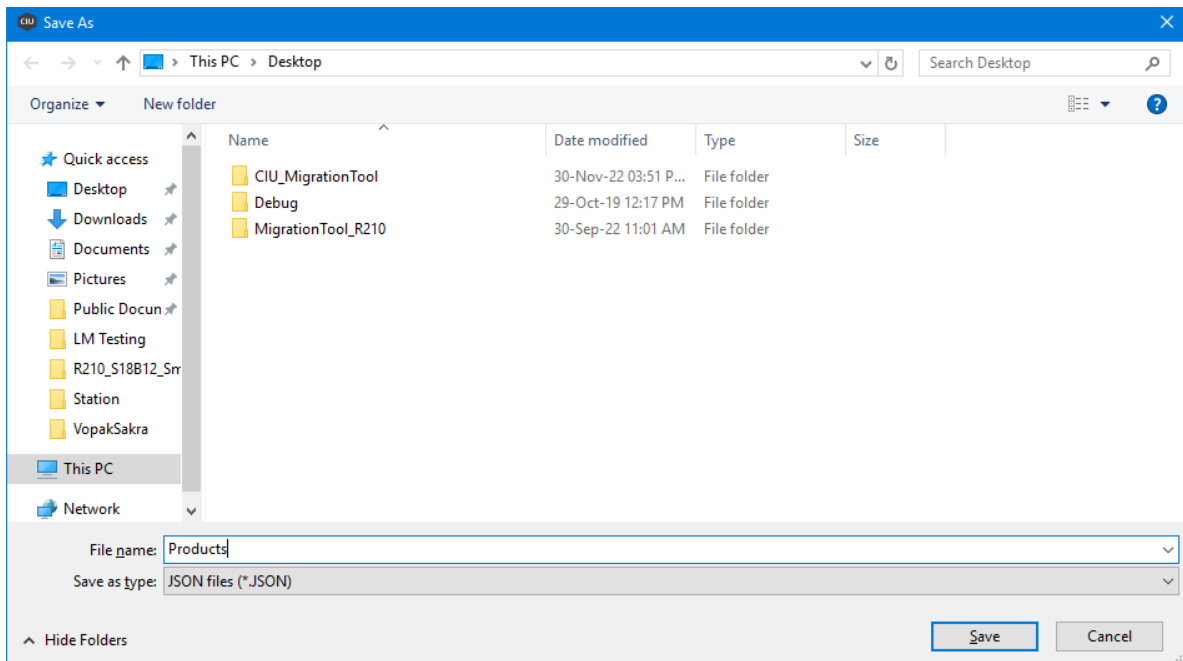 CIU Save As
This PC > Desktop
Search Desktop
Organize
New folder
?
Name
Date modified
Type
Size
Quick access
Desktop
Downloads
Documents
Pictures
Public Docun
LM Testing
R210_S18B12_Sm
Station
VopakSakra
This PC
Network
CIU_MigrationTool 30-Nov-22 03:51 P... File folder
Debug 29-Oct-19 12:17 PM File folder
MigrationTool_R210 30-Sep-22 11:01 AM File folder
File name: Products
Save as type: JSON files (*.JSON)
Hide Folders
Save
Cancel